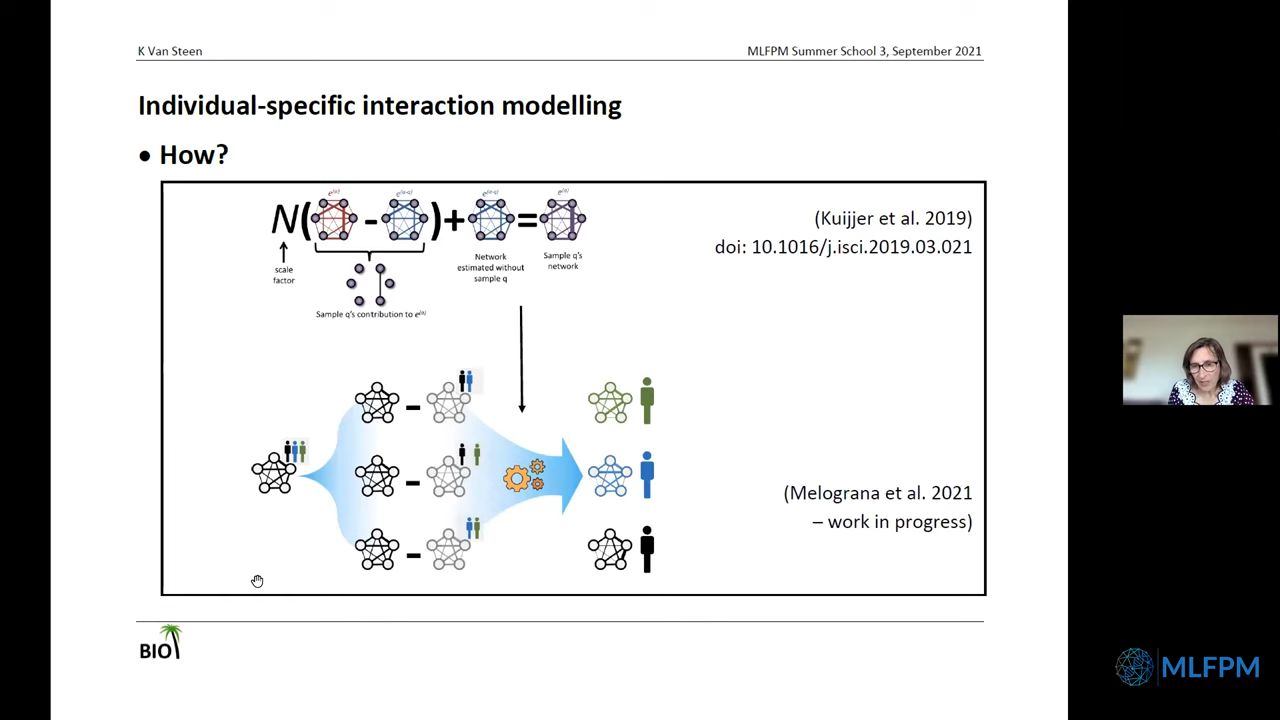 K Van Steen
MLFPM Summer School 3, September 2021
Individual-specific interaction modelling
• How?
e(α) e(α-q) e(α-q) e(q)
N( - )+ =
scale
factor
Network
estimated without
sample q
Sample q's
network
Sample q's contribution to e(α)
(Kuijjer et al. 2019)
doi: 10.1016/j.isci.2019.03.021
(Melograna et al. 2021
– work in progress)
BIO
MLFPM